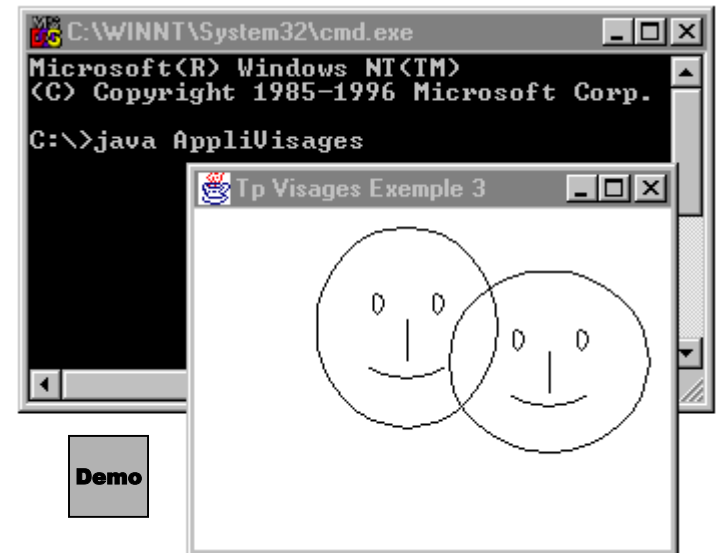 C:\WINNT\System32\cmd.exe
Microsoft(R) Windows NT(TM)
(C) Copyright 1985-1996 Microsoft Corp.
C:\>java AppliVisages
Tp Visages Exemple 3
Demo